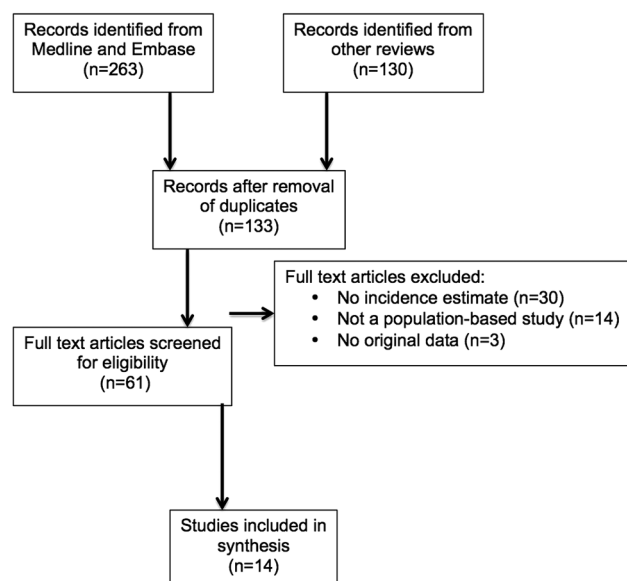 Records identified from
Medline and Embase
(n=263)
Records identified from
other reviews
(n=130)
Records after removal
of duplicates
(n=133)
Full text articles excluded:
• No incidence estimate (n=30)
• Not a population-based study (n=14)
• No original data (n=3)
Full text articles screened
for eligibility
(n=61)
Studies included in
synthesis
(n=14)